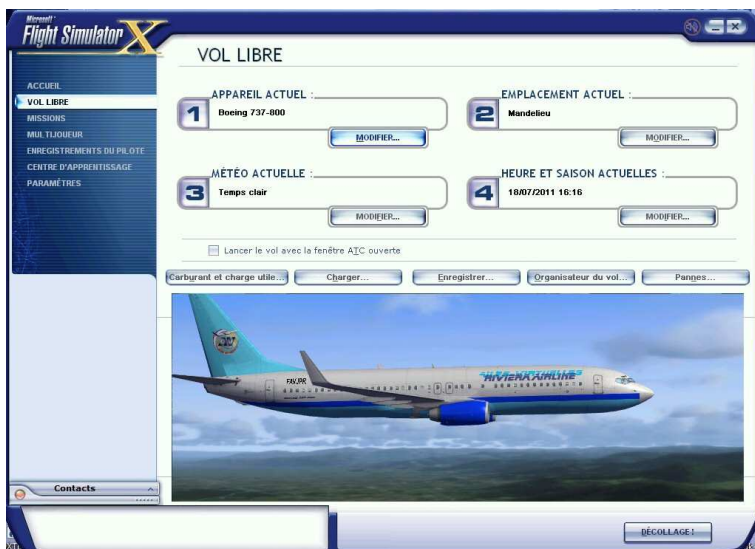 Microsoft
Flight Simulator X
VOL LIBRE
ACCUEIL
VOL LIBRE
MISSIONS
MULTIJOUEUR
ENREGISTREMENTS DU PILOTE
CENTRE D'APPRENTISSAGE
PARAMÈTRES
1
APPAREIL ACTUEL :
Boeing 737-800
MODIFIER...
2
EMPLACEMENT ACTUEL :
Mandelieu
MODIFIER...
3
MÉTÉO ACTUELLE :
Temps clair
MODIFIER...
4
HEURE ET SAISON ACTUELLES :
18/07/2011 16:16
MODIFIER...
Lancer le vol avec la fenêtre ATC ouverte
Carburant et charge utile...
Charger...
Enregistrer...
Organisateur du vol...
Pannes...
FAVJPR
RIVIERA AIRLINE
Contacts
DÉCOLLAGE !